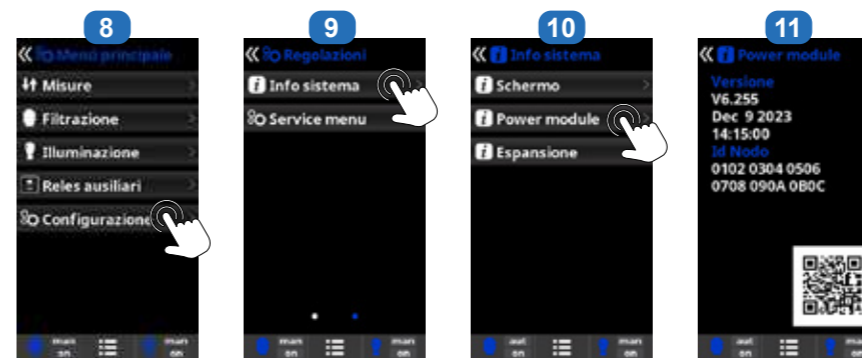 8
Menù principale
Misure
Filtrazione
Illuminazione
Reles ausiliari
Configurazione
man
on
man
on
9
Regolazioni
Info sistema
Service menu
man
on
man
on
10
Info sistema
Schermo
Power module
Espansione
aut
on
man
on
11
Power module
Versione
V6.255
Dec 9 2023
14:15:00
Id Nodo
0102 0304 0506
0708 090A 0B0C
aut
on